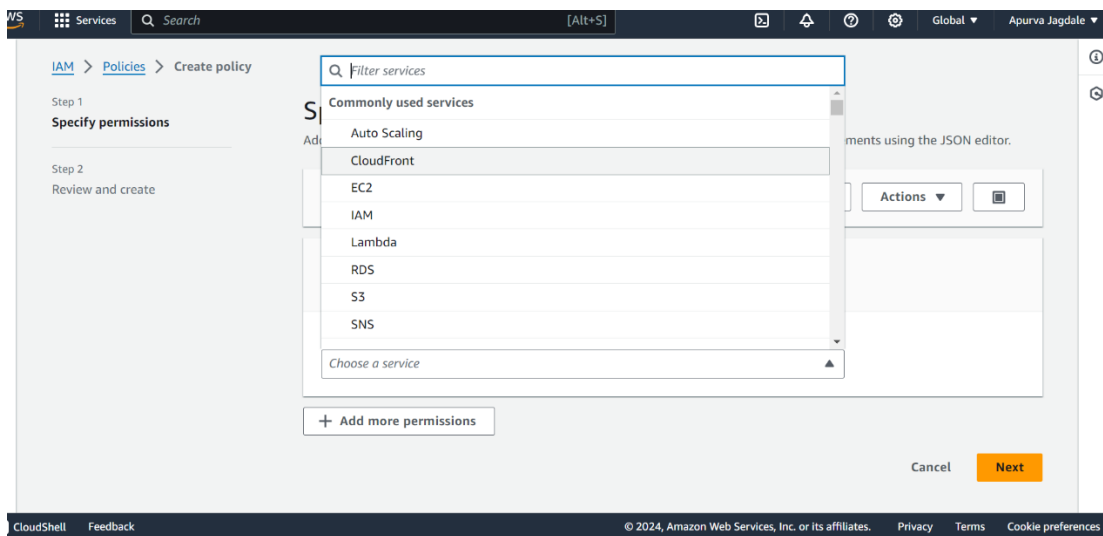 Services Search [Alt+S] Global Apurva Jagdale
IAM > Policies > Create policy
Step 1
Specify permissions
Step 2
Review and create
Filter services
Commonly used services
Auto Scaling
CloudFront
EC2
IAM
Lambda
RDS
S3
SNS
Choose a service
ments using the JSON editor.
Actions
+ Add more permissions
Cancel Next
CloudShell Feedback © 2024, Amazon Web Services, Inc. or its affiliates. Privacy Terms Cookie preferences